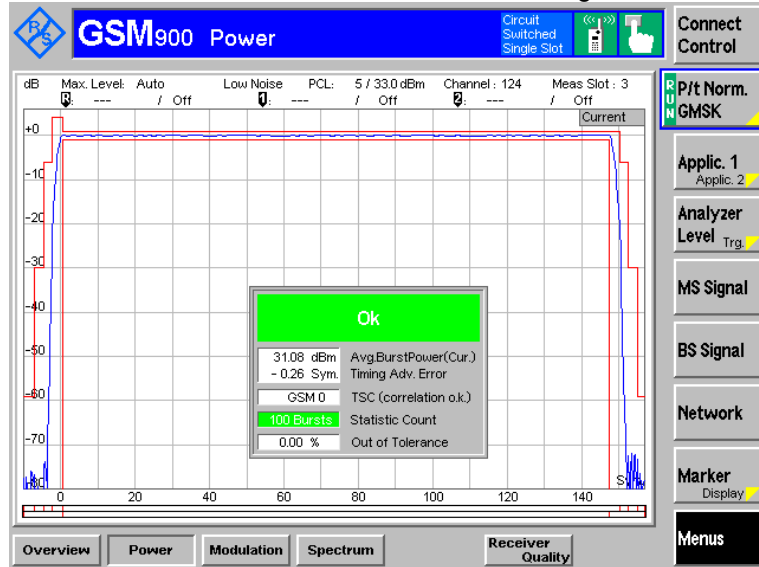 R&S
GSM900 Power
Circuit
Switched
Single Slot
Connect
Control
dB Max. Level: Auto Low Noise PCL: 5 / 33.0 dBm Channel : 124 Meas Slot : 3
R: --- / Off 1: --- / Off 2: --- / Off
Current
RUN
P/t Norm.
GMSK
Applic. 1
Applic. 2
Analyzer
Level Trg.
MS Signal
BS Signal
Network
Marker
Display
Menus
+0
-10
-20
-30
-40
-50
-60
-70
-80
0 20 40 60 80 100 120 140
Ok
31.08 dBm Avg.BurstPower(Cur.)
- 0.26 Sym. Timing Adv. Error
GSM 0 TSC (correlation o.k.)
100 Bursts Statistic Count
0.00 % Out of Tolerance
Overview Power Modulation Spectrum Receiver
Quality